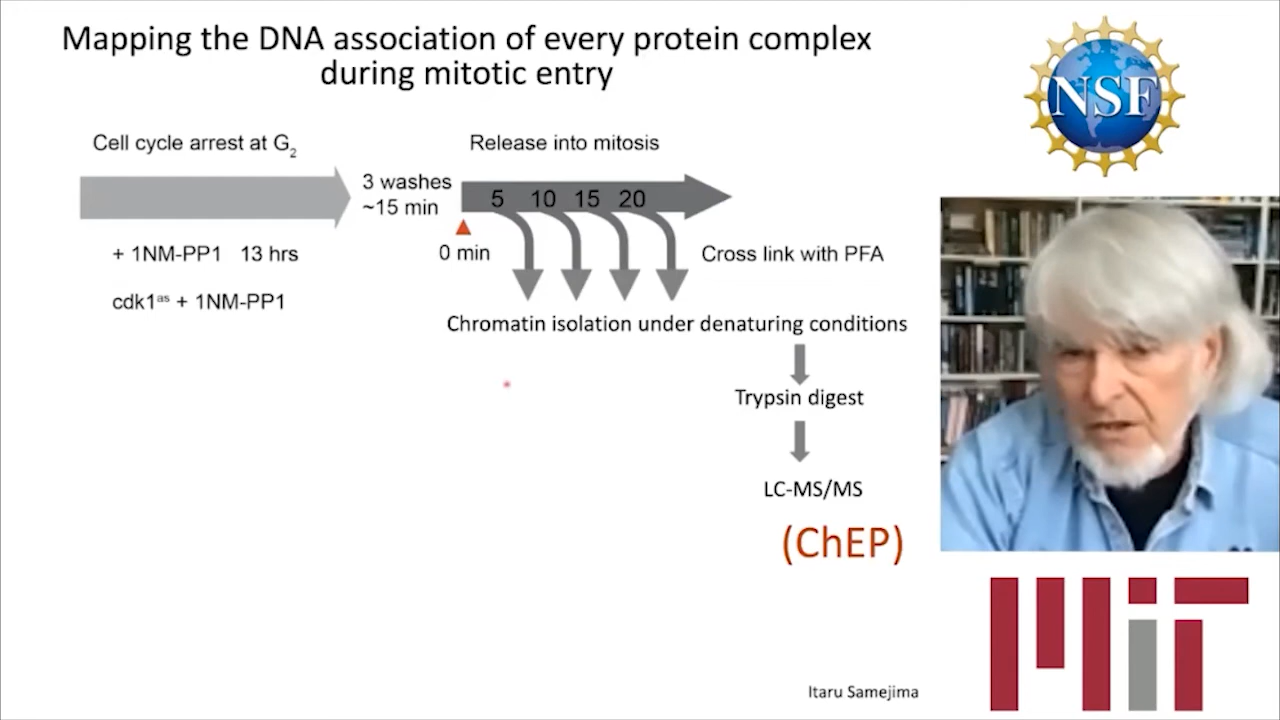 Mapping the DNA association of every protein complex
during mitotic entry
NSF
Cell cycle arrest at G₂
Release into mitosis
3 washes
~15 min
5 10 15 20
0 min
+ 1NM-PP1 13 hrs
Cross link with PFA
cdk1ᵃˢ + 1NM-PP1
Chromatin isolation under denaturing conditions
Trypsin digest
LC-MS/MS
(ChEP)
MIT
Itaru Samejima